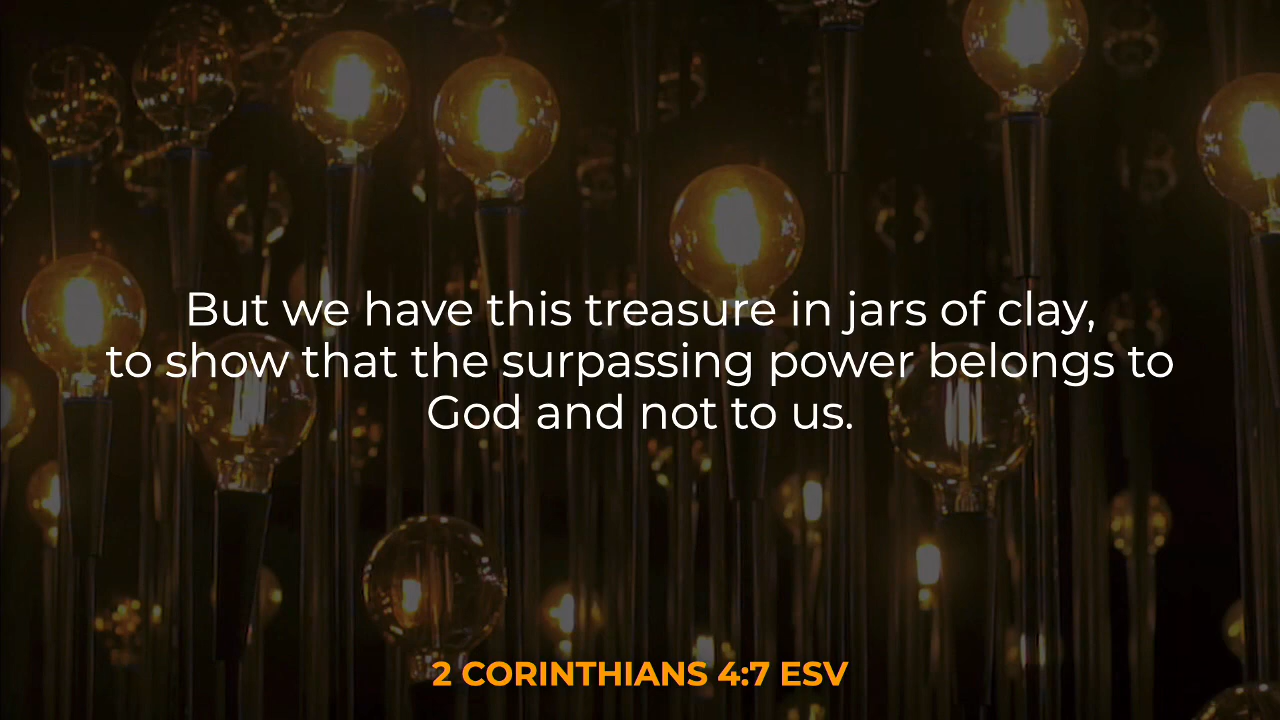 But we have this treasure in jars of clay,
to show that the surpassing power belongs to
God and not to us.
2 CORINTHIANS 4:7 ESV